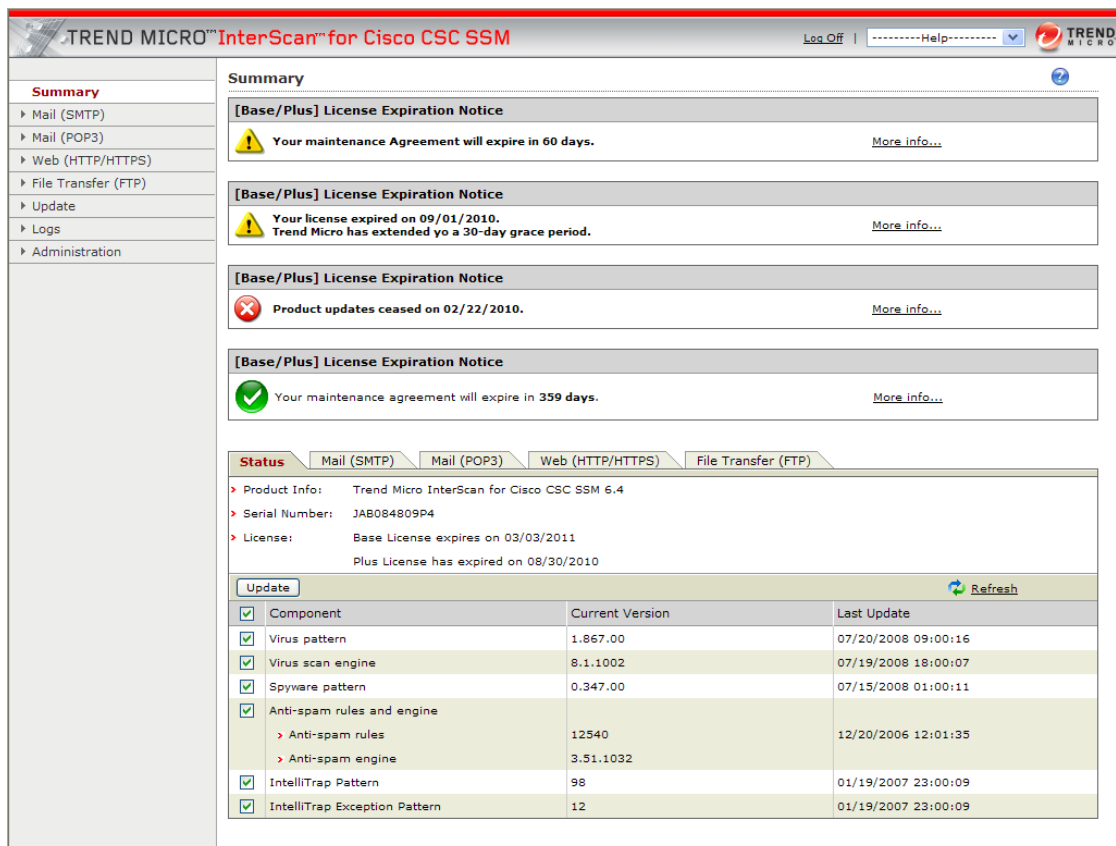 TREND MICRO™ InterScan™ for Cisco CSC SSM
Log Off | ---------Help---------
TREND MICRO
Summary
Mail (SMTP)
Mail (POP3)
Web (HTTP/HTTPS)
File Transfer (FTP)
Update
Logs
Administration
Summary
[Base/Plus] License Expiration Notice
Your maintenance Agreement will expire in 60 days. More info...
[Base/Plus] License Expiration Notice
Your license expired on 09/01/2010.
Trend Micro has extended yo a 30-day grace period. More info...
[Base/Plus] License Expiration Notice
Product updates ceased on 02/22/2010. More info...
[Base/Plus] License Expiration Notice
Your maintenance agreement will expire in 359 days. More info...
Status Mail (SMTP) Mail (POP3) Web (HTTP/HTTPS) File Transfer (FTP)
Product Info: Trend Micro InterScan for Cisco CSC SSM 6.4
Serial Number: JAB084809P4
License: Base License expires on 03/03/2011
Plus License has expired on 08/30/2010
Update Refresh
Component Current Version Last Update
Virus pattern 1.867.00 07/20/2008 09:00:16
Virus scan engine 8.1.1002 07/19/2008 18:00:07
Spyware pattern 0.347.00 07/15/2008 01:00:11
Anti-spam rules and engine
Anti-spam rules 12540 12/20/2006 12:01:35
Anti-spam engine 3.51.1032
IntelliTrap Pattern 98 01/19/2007 23:00:09
IntelliTrap Exception Pattern 12 01/19/2007 23:00:09